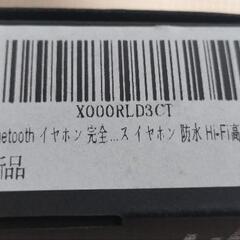 X000RLD3CT
etooth イヤホン 完全...ス イヤホン 防水 Hi-Fi高
新品